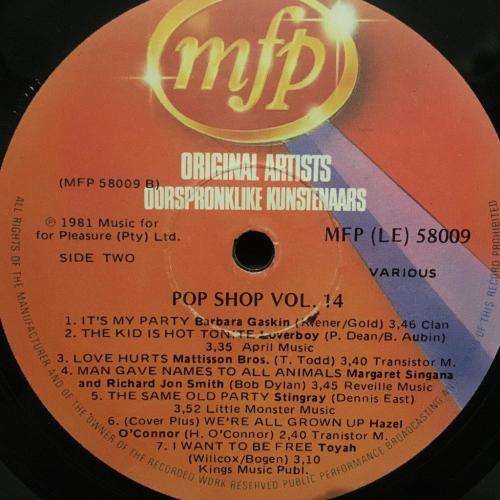 mfp
ORIGINAL ARTISTS
OORSPRONKLIKE KUNSTENAARS
(MFP 58009 B)
℗ 1981 Music for
for Pleasure (Pty) Ltd.
MFP (LE) 58009
SIDE TWO
VARIOUS
POP SHOP VOL. 14
1. IT'S MY PARTY Barbara Gaskin (Wiener/Gold) 3,46 Clan
2. THE KID IS HOT TONITE Loverboy (P. Dean/B. Aubin)
3,35 April Music
3. LOVE HURTS Mattisson Bros. (T. Todd) 3,40 Transistor M.
4. MAN GAVE NAMES TO ALL ANIMALS Margaret Singana
and Richard Jon Smith (Bob Dylan) 3,45 Reveille Music
5. THE SAME OLD PARTY Stingray (Dennis East)
3,52 Little Monster Music
6. (Cover Plus) WE'RE ALL GROWN UP Hazel
O'Connor (H. O'Connor) 2,40 Tranistor M.
7. I WANT TO BE FREE Toyah
(Willcox/Bogen) 3,10
Kings Music Publ.
ALL RIGHTS OF THE MANUFACTURER AND OF THE OWNER OF THE RECORDED WORK RESERVED PUBLIC PERFORMANCE BROADCASTING OF THIS RECORD PROHIBITED